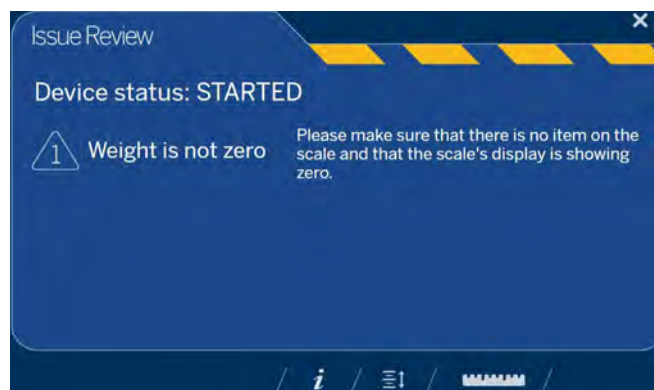 Issue Review
Device status: STARTED
1
Weight is not zero
Please make sure that there is no item on the
scale and that the scale's display is showing
zero.
i